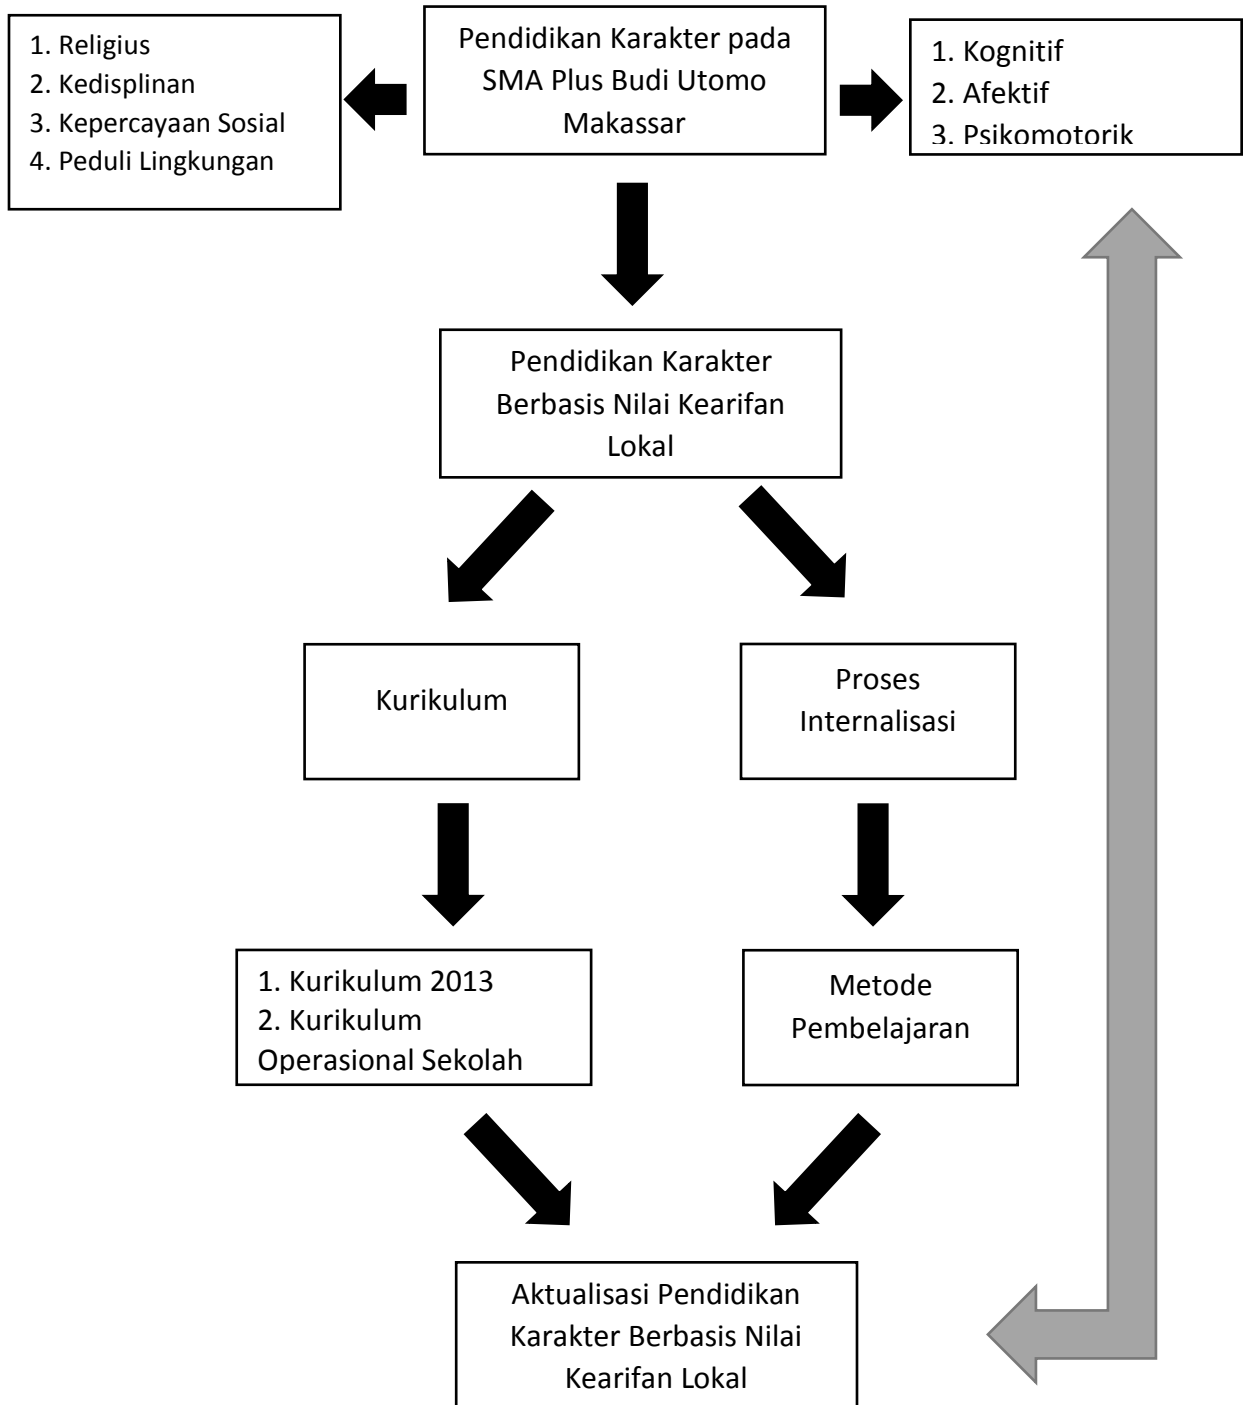 1. Religius
2. Kedisplinan
3. Kepercayaan Sosial
4. Peduli Lingkungan
Pendidikan Karakter pada
SMA Plus Budi Utomo
Makassar
1. Kognitif
2. Afektif
3. Psikomotorik
Pendidikan Karakter
Berbasis Nilai Kearifan
Lokal
Kurikulum
Proses
Internalisasi
1. Kurikulum 2013
2. Kurikulum
Operasional Sekolah
Metode
Pembelajaran
Aktualisasi Pendidikan
Karakter Berbasis Nilai
Kearifan Lokal